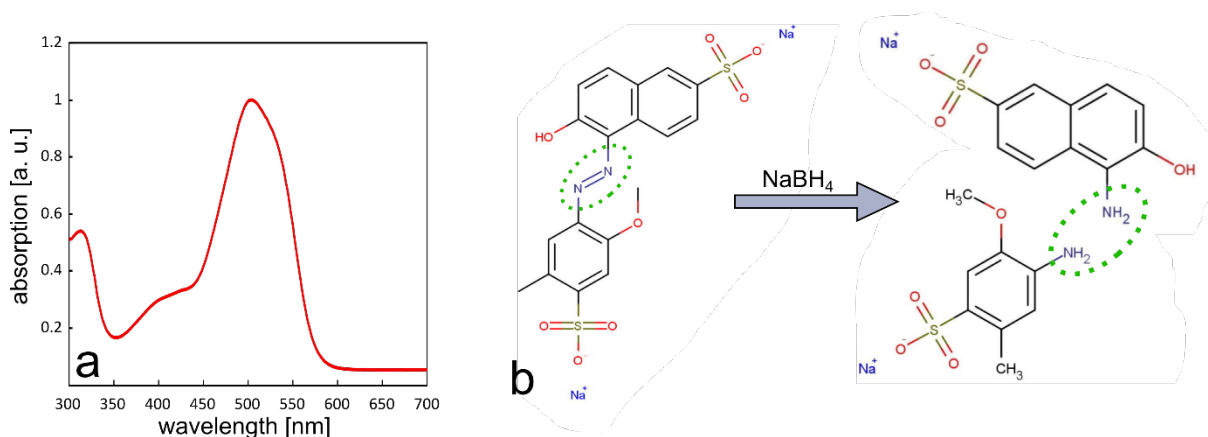 1.2
1
0.8
0.6
0.4
0.2
300 350 400 450 500 550 600 650 700
absorption [a. u.]
wavelength [nm]
a
b
Na+
O-
S
O
O
HO
N
N
O
O
S
O
O-
Na+
NaBH4
Na+
O-
S
O
O
OH
NH2
H3C
O
NH2
O
S
O
O-
Na+
CH3